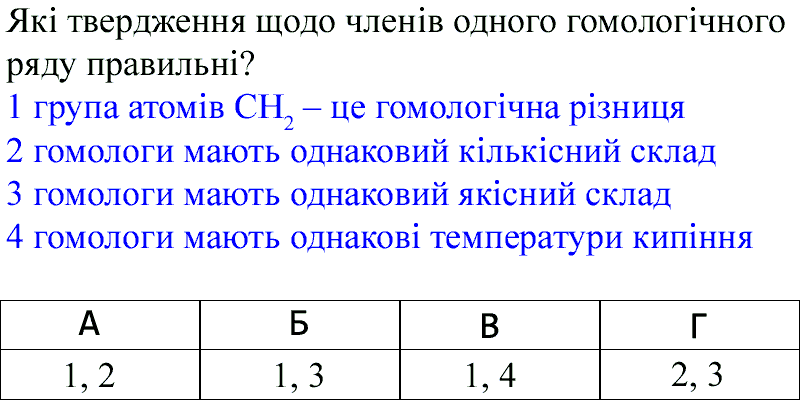 Які твердження щодо членів одного гомологічного
ряду правильні?
1 група атомів CH₂ – це гомологічна різниця
2 гомологи мають однаковий кількісний склад
3 гомологи мають однаковий якісний склад
4 гомологи мають однакові температури кипіння
А Б В Г
1, 2 1, 3 1, 4 2, 3